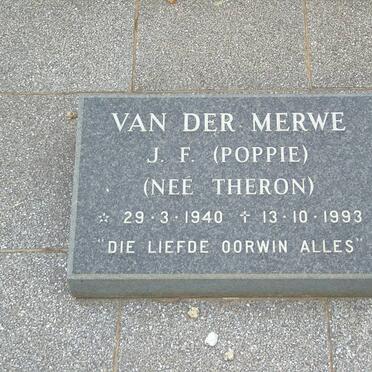 VAN DER MERWE
J. F. (POPPIE)
(NEÉ THERON)
☆ 29·3·1940 ✝ 13·10·1993
"DIE LIEFDE OORWIN ALLES"